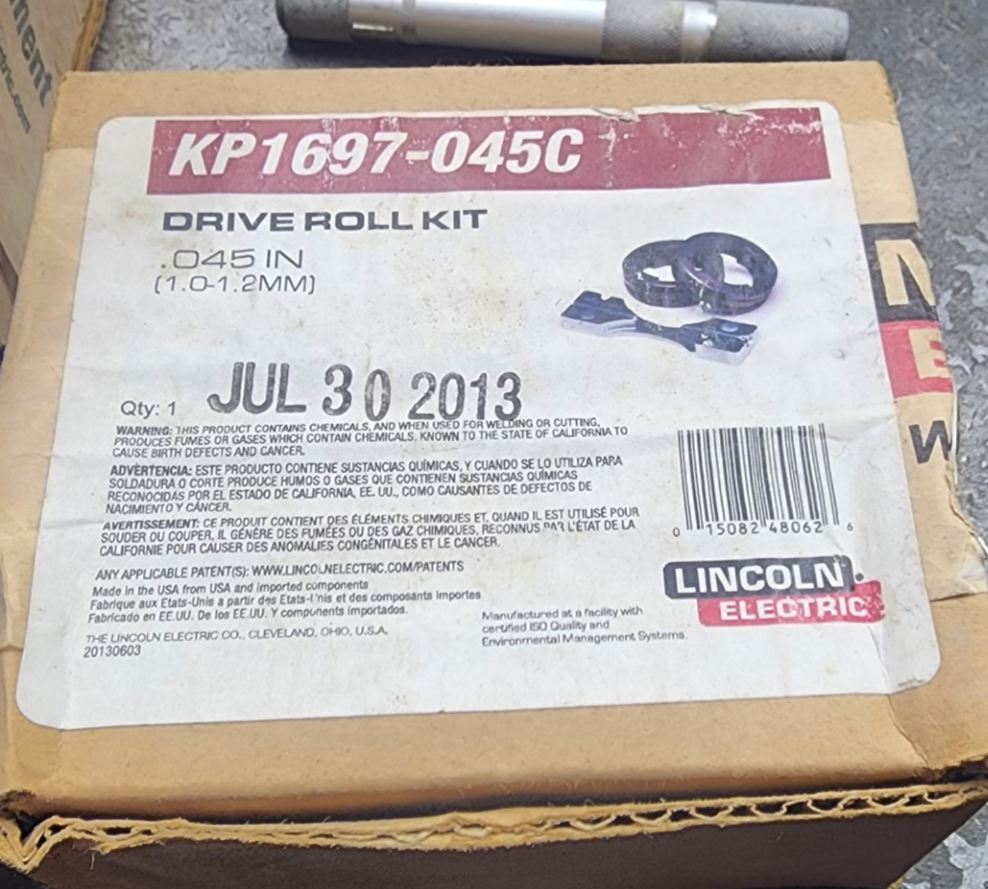 ment
KP1697-045C
DRIVE ROLL KIT
.045 IN
(1.0-1.2MM)
Qty: 1 JUL 30 2013
WARNING: THIS PRODUCT CONTAINS CHEMICALS, AND WHEN USED FOR WELDING OR CUTTING,
PRODUCES FUMES OR GASES WHICH CONTAIN CHEMICALS, KNOWN TO THE STATE OF CALIFORNIA TO
CAUSE BIRTH DEFECTS AND CANCER.
ADVERTENCIA: ESTE PRODUCTO CONTIENE SUSTANCIAS QUÍMICAS, Y CUANDO SE LO UTILIZA PARA
SOLDADURA O CORTE PRODUCE HUMOS O GASES QUE CONTIENEN SUSTANCIAS QUÍMICAS
RECONOCIDAS POR EL ESTADO DE CALIFORNIA, EE. UU., COMO CAUSANTES DE DEFECTOS DE
NACIMIENTO Y CÁNCER.
AVERTISSEMENT: CE PRODUIT CONTIENT DES ÉLÉMENTS CHIMIQUES ET, QUAND IL EST UTILISÉ POUR
SOUDER OU COUPER, IL GÉNÈRE DES FUMÉES OU DES GAZ CHIMIQUES, RECONNUS PAR L'ÉTAT DE LA
CALIFORNIE POUR CAUSER DES ANOMALIES CONGÉNITALES ET LE CANCER.
0 15082 48062 6
ANY APPLICABLE PATENT(S): WWW.LINCOLNELECTRIC.COM/PATENTS
Made in the USA from USA and imported components
Fabrique aux Etats-Unis a partir des Etats-Unis et des composants importes
Fabricado en EE.UU. De los EE.UU. Y componentes importados.
THE LINCOLN ELECTRIC CO., CLEVELAND, OHIO, U.S.A.
20130603
Manufactured at a facility with
certified ISO Quality and
Environmental Management Systems.
LINCOLN
ELECTRIC
N
E
W